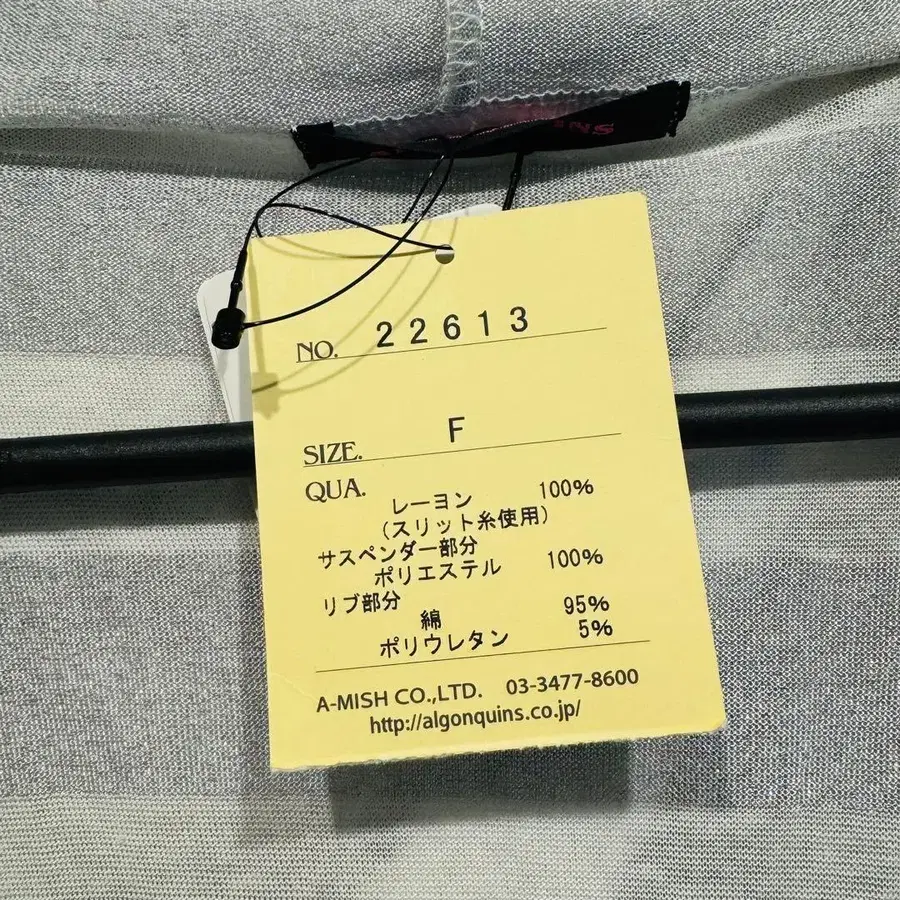 NO. 22613
SIZE. F
QUA.
レーヨン 100%
(スリット糸使用)
サスペンダー部分
ポリエステル 100%
リブ部分
綿 95%
ポリウレタン 5%
A-MISH CO.,LTD. 03-3477-8600
http://algonquins.co.jp/